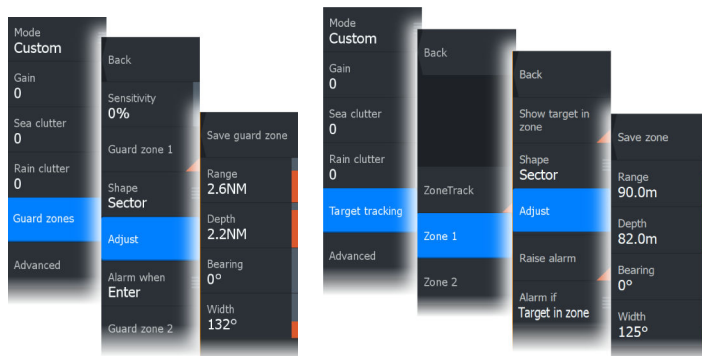 Mode
Custom
Gain
0
Sea clutter
0
Rain clutter
0
Guard zones
Advanced
Back
Sensitivity
0%
Guard zone 1
Shape
Sector
Adjust
Alarm when
Enter
Guard zone 2
Save guard zone
Range
2.6NM
Depth
2.2NM
Bearing
0°
Width
132°
Mode
Custom
Gain
0
Sea clutter
0
Rain clutter
0
Target tracking
Advanced
Back
ZoneTrack
Zone 1
Zone 2
Back
Show target in
zone
Shape
Sector
Adjust
Raise alarm
Alarm if
Target in zone
Save zone
Range
90.0m
Depth
82.0m
Bearing
0°
Width
125°